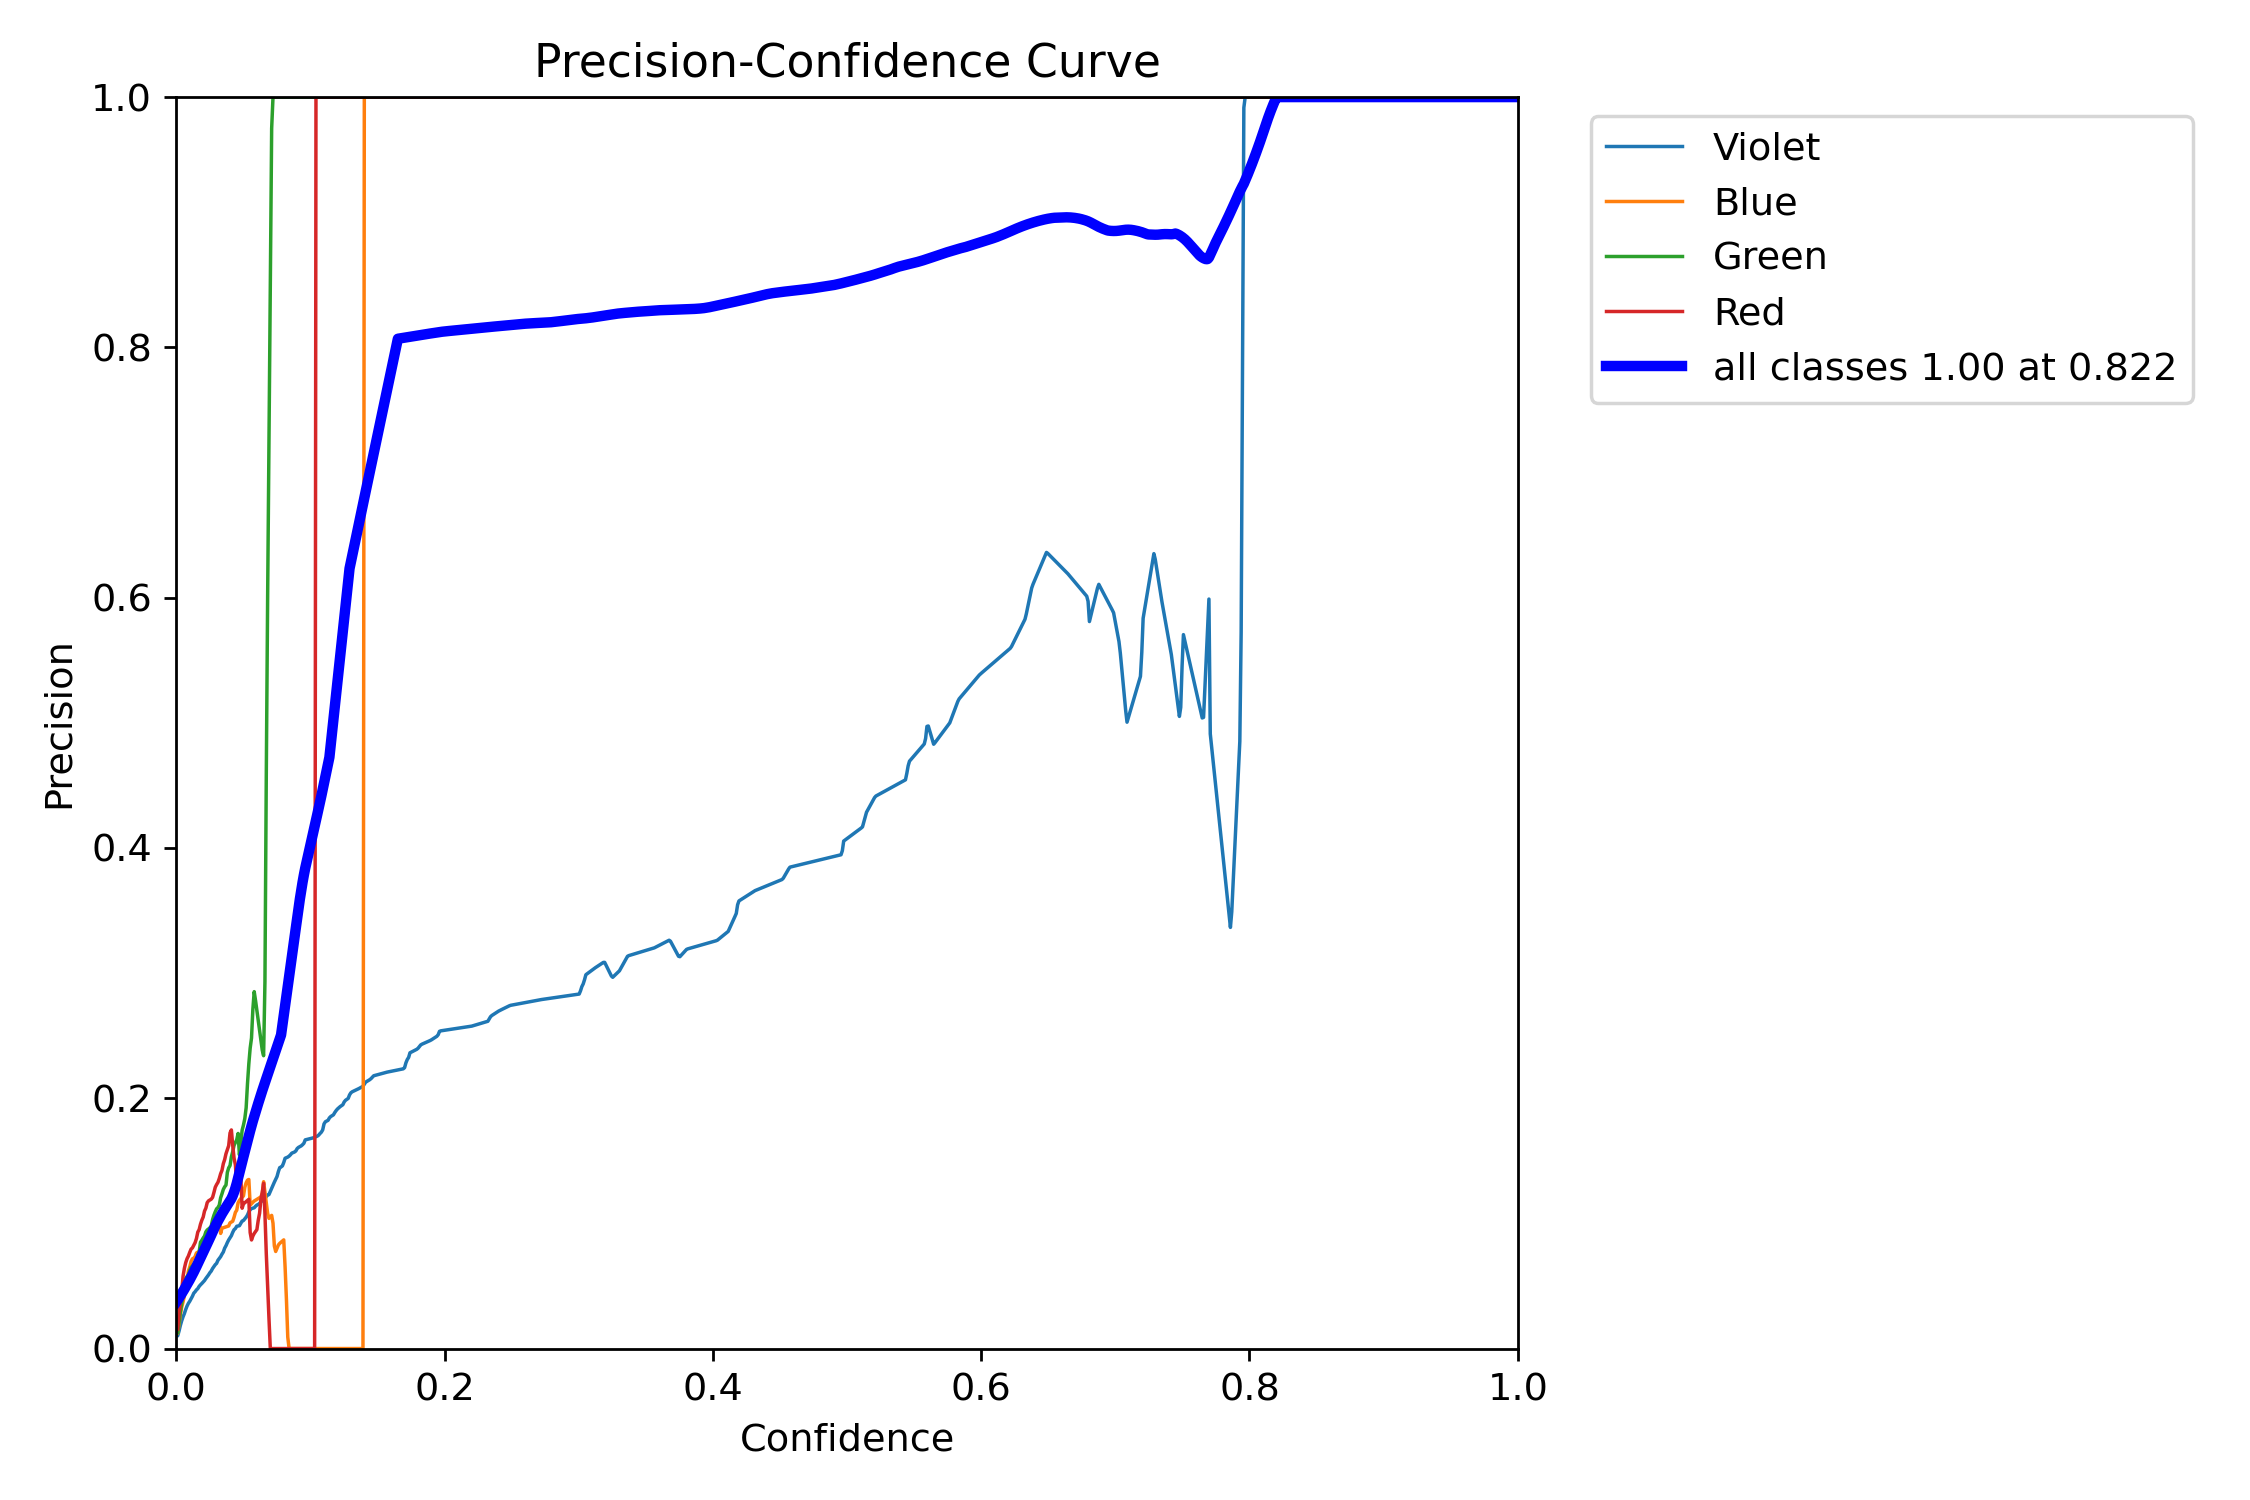 Precision-Confidence Curve
1.0
0.8
0.6
0.4
0.2
0.0
Precision
0.0 0.2 0.4 0.6 0.8 1.0
Confidence
Violet
Blue
Green
Red
all classes 1.00 at 0.822